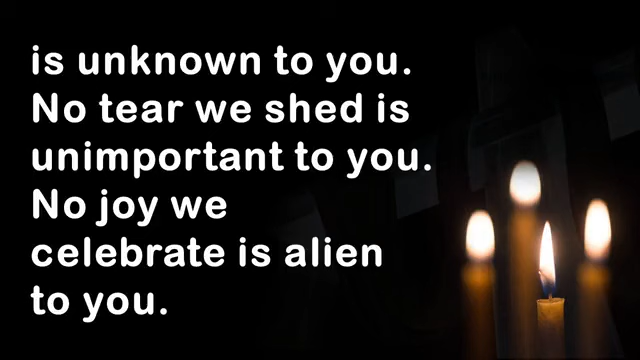 is unknown to you.
No tear we shed is
unimportant to you.
No joy we
celebrate is alien
to you.